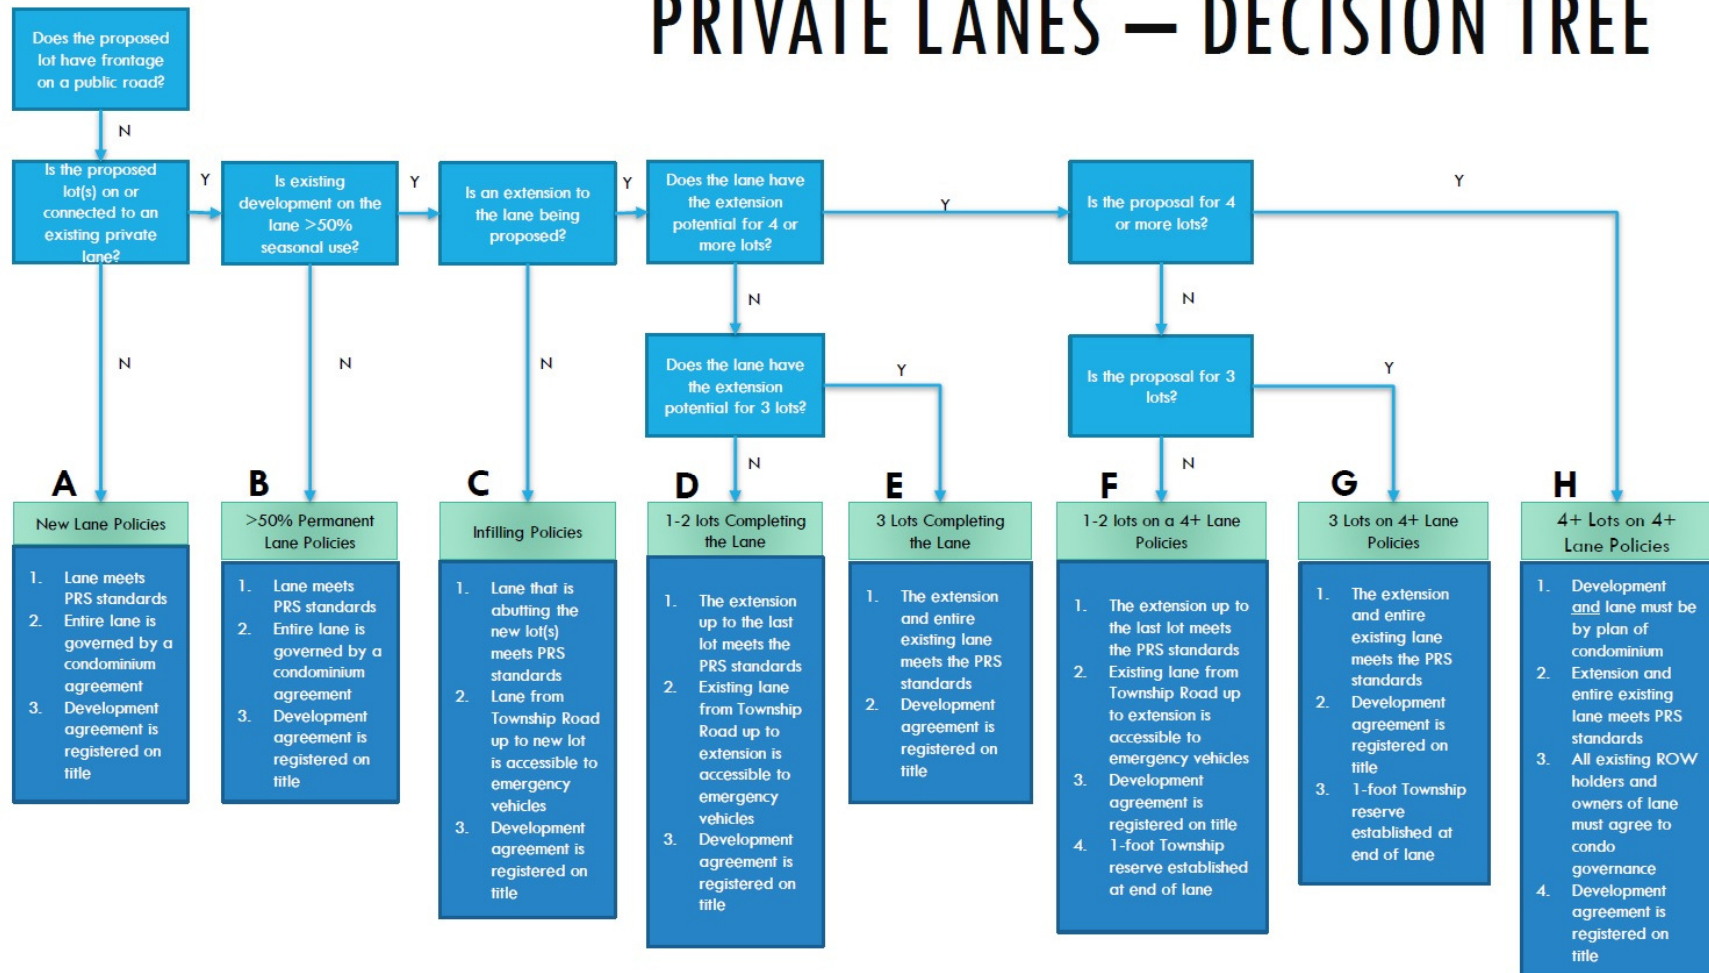 PRIVATE LANES — DECISION TREE
Does the proposed
lot have frontage
on a public road?
N
Is the proposed
lot(s) on or
connected to an
existing private
lane?
Y
Is existing
development on the
lane >50%
seasonal use?
Y
Is an extension to
the lane being
proposed?
Y
Does the lane have
the extension
potential for 4 or
more lots?
Y
Is the proposal for 4
or more lots?
Y
N
N
N
N
N
Does the lane have
the extension
potential for 3 lots?
Y
Is the proposal for 3
lots?
Y
N
N
A
New Lane Policies
1. Lane meets
PRS standards
2. Entire lane is
governed by a
condominium
agreement
3. Development
agreement is
registered on
title
B
>50% Permanent
Lane Policies
1. Lane meets
PRS standards
2. Entire lane is
governed by a
condominium
agreement
3. Development
agreement is
registered on
title
C
Infilling Policies
1. Lane that is
abutting the
new lot(s)
meets PRS
standards
2. Lane from
Township Road
up to new lot
is accessible to
emergency
vehicles
3. Development
agreement is
registered on
title
D
1-2 lots Completing
the Lane
1. The extension
up to the last
lot meets the
PRS standards
2. Existing lane
from Township
Road up to
extension is
accessible to
emergency
vehicles
3. Development
agreement is
registered on
title
E
3 Lots Completing
the Lane
1. The extension
and entire
existing lane
meets the PRS
standards
2. Development
agreement is
registered on
title
F
1-2 lots on a 4+ Lane
Policies
1. The extension up to
the last lot meets
the PRS standards
2. Existing lane from
Township Road up
to extension is
accessible to
emergency vehicles
3. Development
agreement is
registered on title
4. 1-foot Township
reserve established
at end of lane
G
3 Lots on 4+ Lane
Policies
1. The extension
and entire
existing lane
meets the PRS
standards
2. Development
agreement is
registered on
title
3. 1-foot Township
reserve
established at
end of lane
H
4+ Lots on 4+
Lane Policies
1. Development
and lane must be
by plan of
condominium
2. Extension and
entire existing
lane meets PRS
standards
3. All existing ROW
holders and
owners of lane
must agree to
condo
governance
4. Development
agreement is
registered on
title